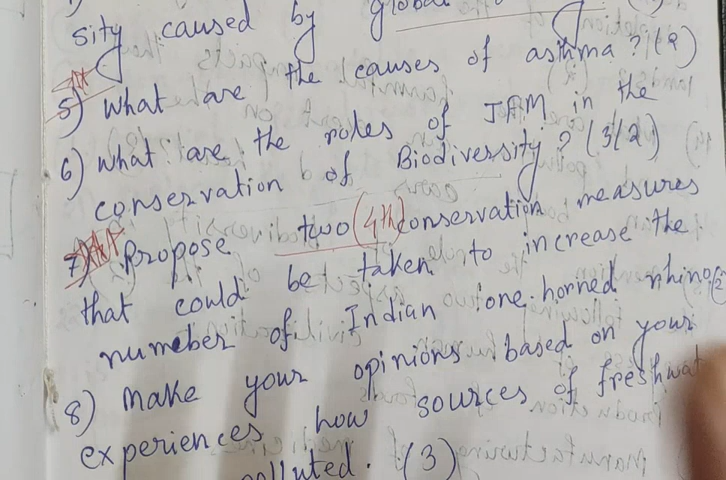 sity caused by global
5) What are the causes of asthma? (2)
6) What are the roles of JFM in the
conservation of Biodiversity? (3/2)
7) Propose two (4th) conservation measures
that could be taken to increase the
number of Indian one-horned rhino (2
8) Make your opinions based on your
experiences how sources of freshwat
polluted. (3)